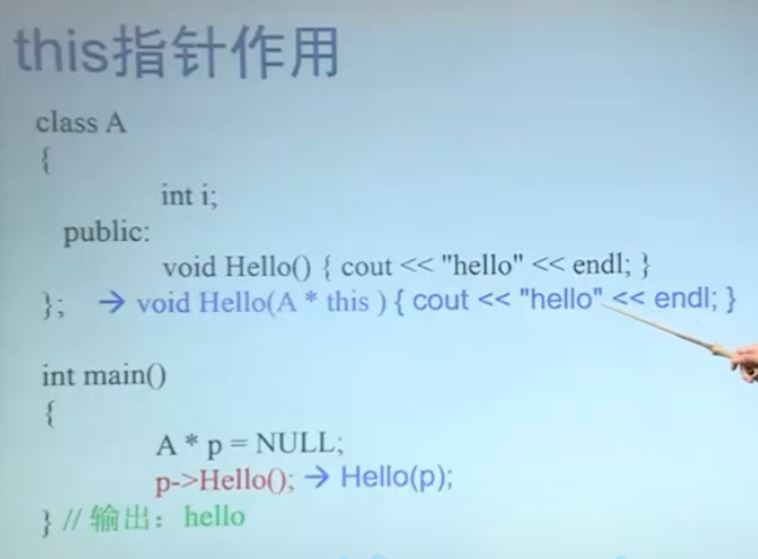 this指针作用
class A
{
int i;
public:
void Hello() { cout << "hello" << endl; }
}; → void Hello(A * this ) { cout << "hello" << endl; }
int main()
{
A * p = NULL;
p->Hello(); → Hello(p);
} // 输出：hello